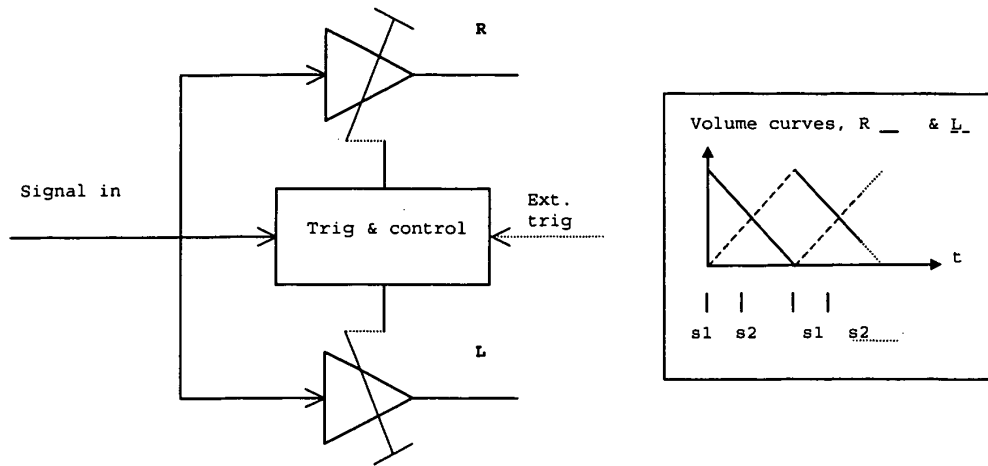 R
Signal in
Trig & control
Ext.
trig
L
Volume curves, R __ & L_
t
s1 s2 s1 s2